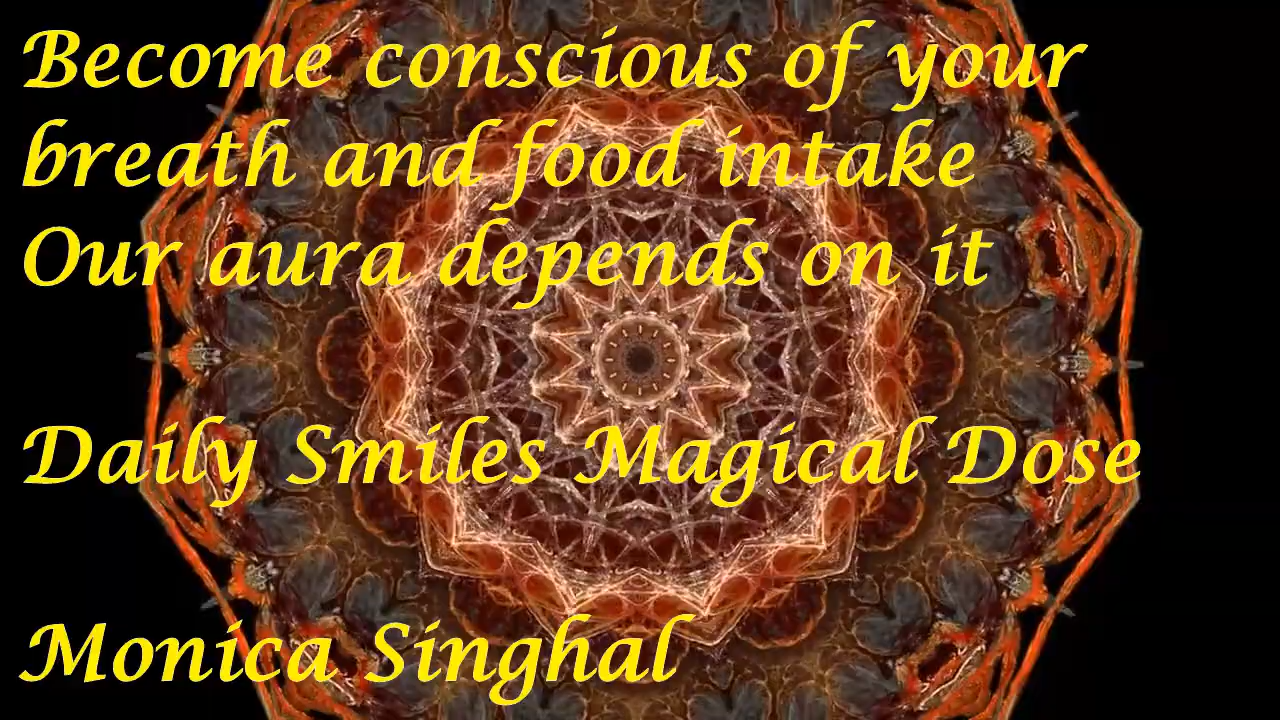 Become conscious of your
breath and food intake
Our aura depends on it
Daily Smiles Magical Dose
Monica Singhal